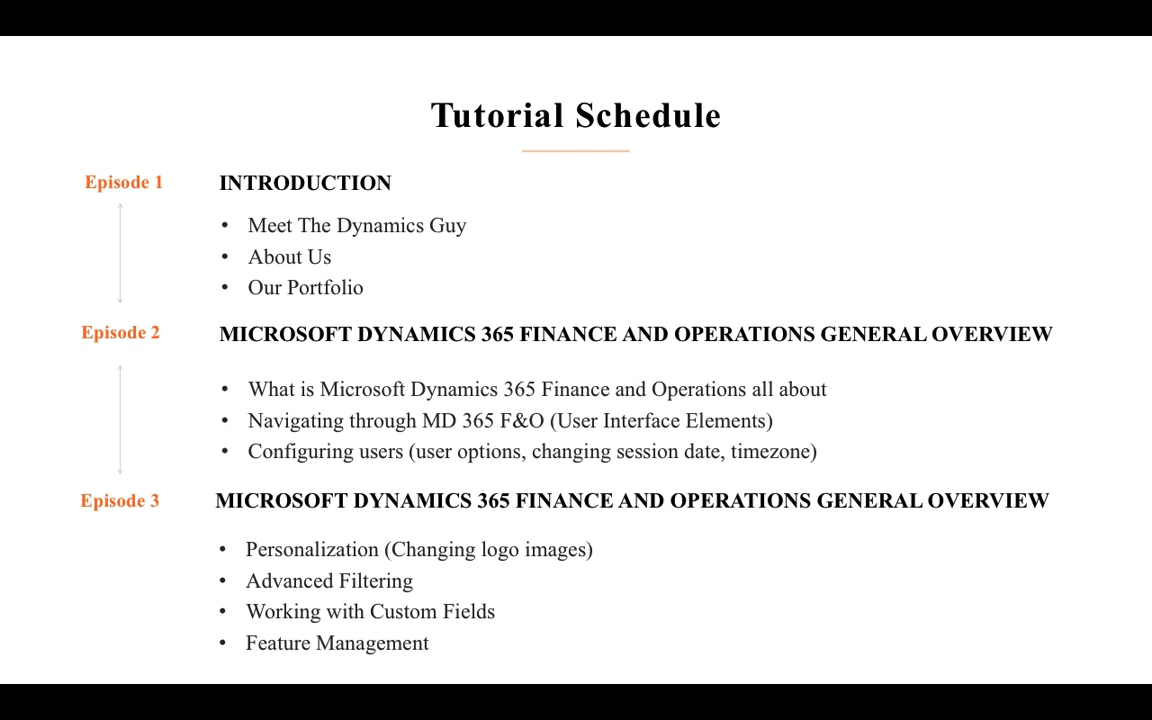 Tutorial Schedule
Episode 1
INTRODUCTION
• Meet The Dynamics Guy
• About Us
• Our Portfolio
Episode 2
MICROSOFT DYNAMICS 365 FINANCE AND OPERATIONS GENERAL OVERVIEW
• What is Microsoft Dynamics 365 Finance and Operations all about
• Navigating through MD 365 F&O (User Interface Elements)
• Configuring users (user options, changing session date, timezone)
Episode 3
MICROSOFT DYNAMICS 365 FINANCE AND OPERATIONS GENERAL OVERVIEW
• Personalization (Changing logo images)
• Advanced Filtering
• Working with Custom Fields
• Feature Management